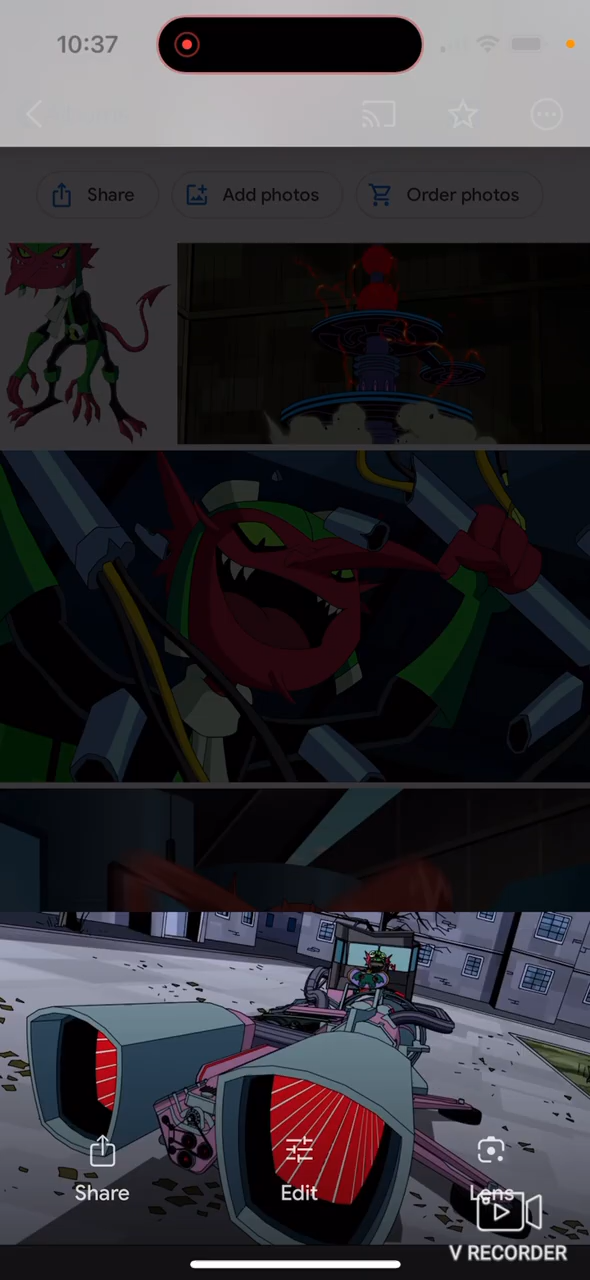 10:37
Share
Add photos
Order photos
Share
Edit
Lens
V RECORDER